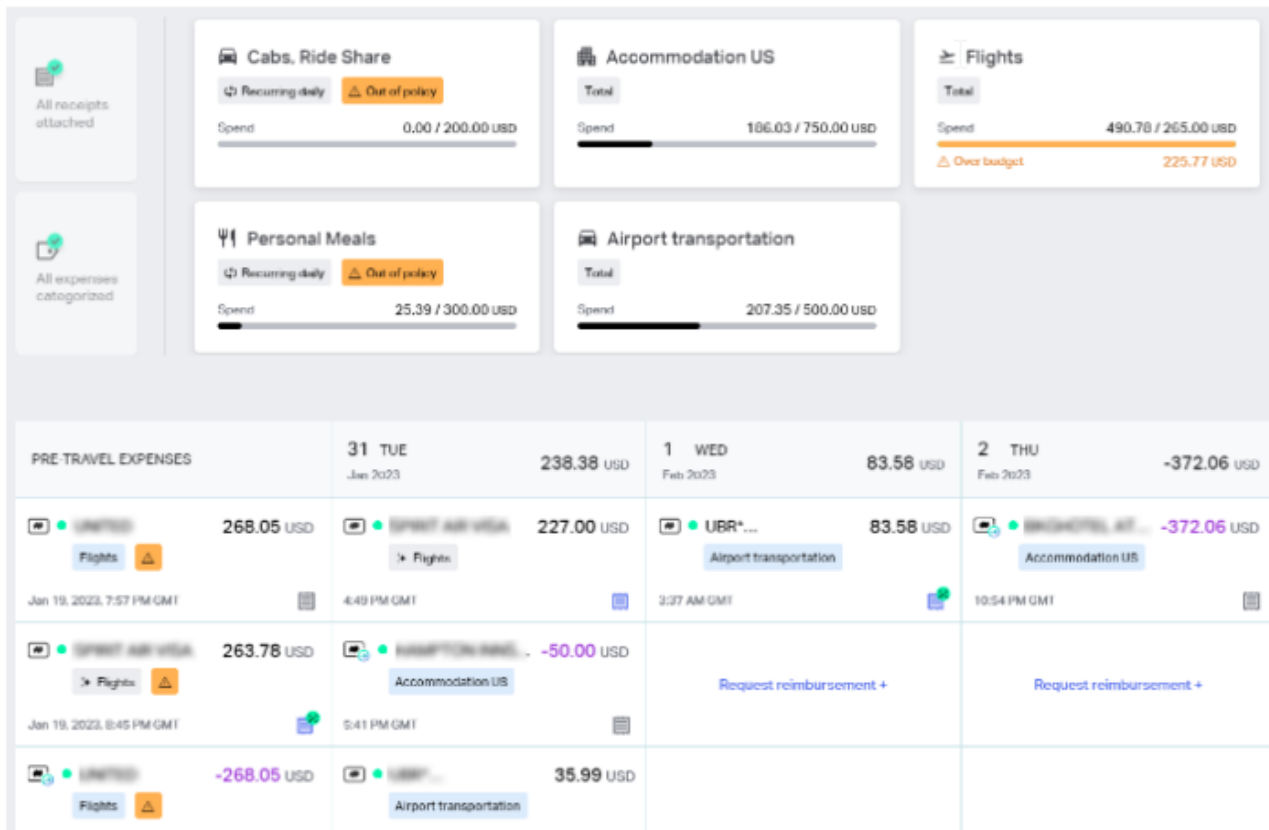 All receipts
attached
All expenses
categorized
Cabs, Ride Share
Recurring daily Out of policy
Spend 0.00 / 200.00 USD
Accommodation US
Total
Spend 186.03 / 750.00 USD
Flights
Total
Spend 490.78 / 265.00 USD
Over budget 225.77 USD
Personal Meals
Recurring daily Out of policy
Spend 25.39 / 300.00 USD
Airport transportation
Total
Spend 207.35 / 500.00 USD
PRE-TRAVEL EXPENSES
31 TUE
Jan 2023
238.38 USD
1 WED
Feb 2023
83.58 USD
2 THU
Feb 2023
-372.06 USD
268.05 USD
Flights
Jan 19, 2023, 7:57 PM GMT
227.00 USD
Flights
4:49 PM GMT
UBR*... 83.58 USD
Airport transportation
3:37 AM GMT
-372.06 USD
Accommodation US
10:54 PM GMT
263.78 USD
Flights
Jan 19, 2023, 8:45 PM GMT
-50.00 USD
Accommodation US
5:41 PM GMT
Request reimbursement +
Request reimbursement +
-268.05 USD
Flights
35.99 USD
Airport transportation